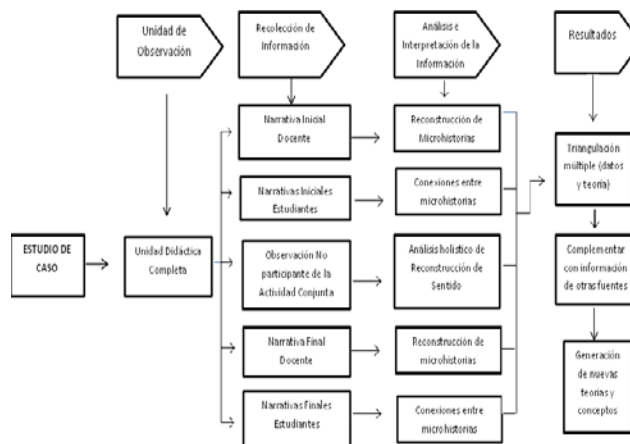 Unidad de
Observación
Recolección de
Información
Análisis e
Interpretación de la
Información
Resultados
Narrativa Inicial
Docente
Reconstrucción de
Microhistorias
Narrativas Iniciales
Estudiantes
Conexiones entre
microhistorias
Triangulación
múltiple (datos
y teoría)
ESTUDIO DE
CASO
Unidad Didáctica
Completa
Observación No
participante de la
Actividad Conjunta
Análisis holístico de
Reconstrucción de
Sentido
Complementar
con información
de otras fuentes
Narrativa Final
Docente
Reconstrucción de
microhistorias
Generación
de nuevas
teorías y
conceptos
Narrativas Finales
Estudiantes
Conexiones entre
microhistorias